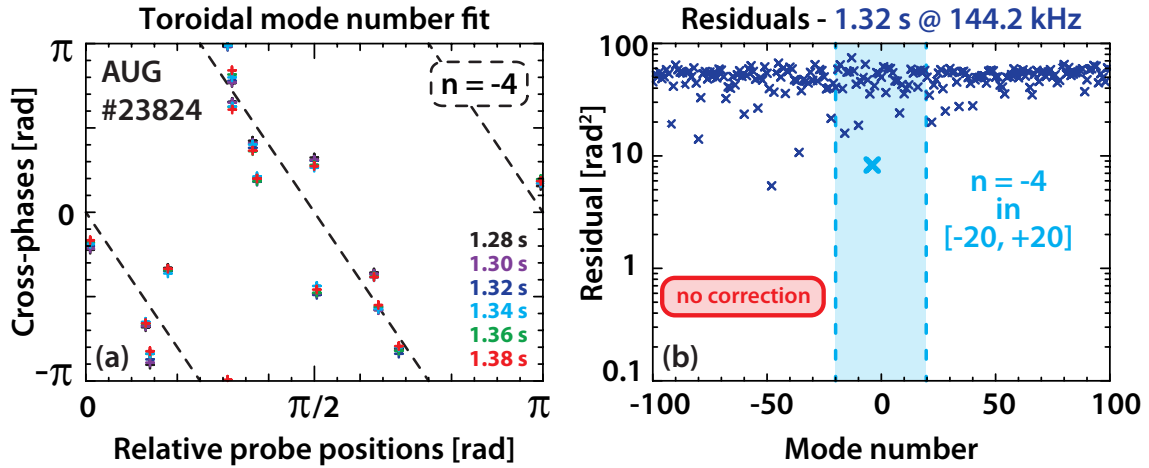 Toroidal mode number fit
π
AUG
#23824
n = -4
Cross-phases [rad]
0
1.28 s
1.30 s
1.32 s
1.34 s
1.36 s
1.38 s
(a)
-π
0
π/2
π
Relative probe positions [rad]
Residuals - 1.32 s @ 144.2 kHz
100
10
1
0.1
Residual [rad²]
n = -4
in
[-20, +20]
no correction
(b)
-100
-50
0
50
100
Mode number